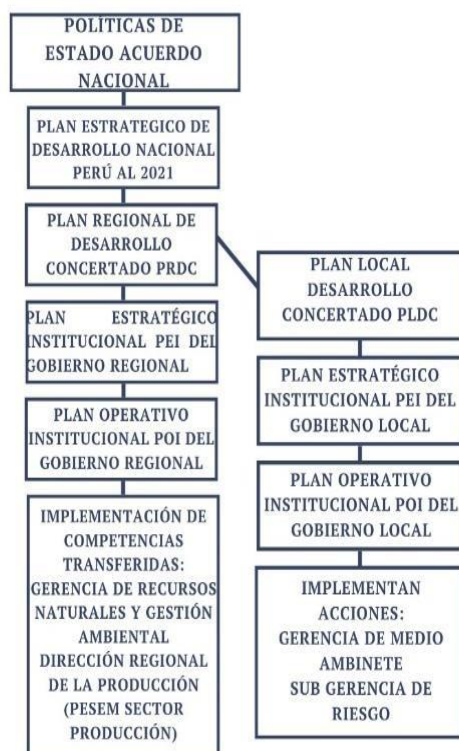 POLÍTICAS DE
ESTADO ACUERDO
NACIONAL
PLAN ESTRATEGICO DE
DESARROLLO NACIONAL
PERÚ AL 2021
PLAN REGIONAL DE
DESARROLLO
CONCERTADO PRDC
PLAN ESTRATÉGICO
INSTITUCIONAL PEI DEL
GOBIERNO REGIONAL
PLAN OPERATIVO
INSTITUCIONAL POI DEL
GOBIERNO REGIONAL
IMPLEMENTACIÓN DE
COMPETENCIAS
TRANSFERIDAS:
GERENCIA DE RECURSOS
NATURALES Y GESTIÓN
AMBIENTAL
DIRECCIÓN REGIONAL
DE LA PRODUCCIÓN
(PESEM SECTOR
PRODUCCIÓN)
PLAN LOCAL
DESARROLLO
CONCERTADO PLDC
PLAN ESTRATÉGICO
INSTITUCIONAL PEI DEL
GOBIERNO LOCAL
PLAN OPERATIVO
INSTITUCIONAL POI DEL
GOBIERNO LOCAL
IMPLEMENTAN
ACCIONES:
GERENCIA DE MEDIO
AMBINETE
SUB GERENCIA DE
RIESGO